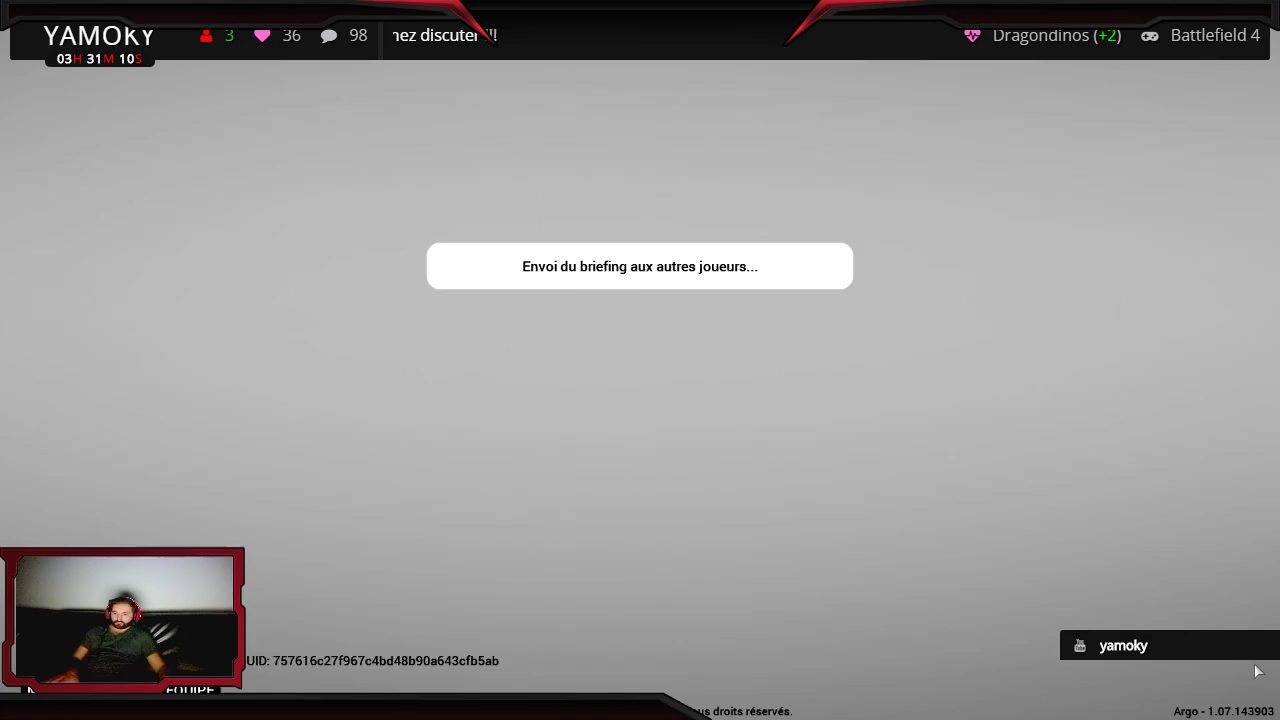 YAMOKY
03H 31M 10S
3
36
98
nez discuter !!!
Dragondinos (+2)
Battlefield 4
Envoi du briefing aux autres joueurs...
UID: 757616c27f967c4bd48b90a643cfb5ab
yamoky
EQUIPE
us droits réservés.
Argo - 1.07.143903